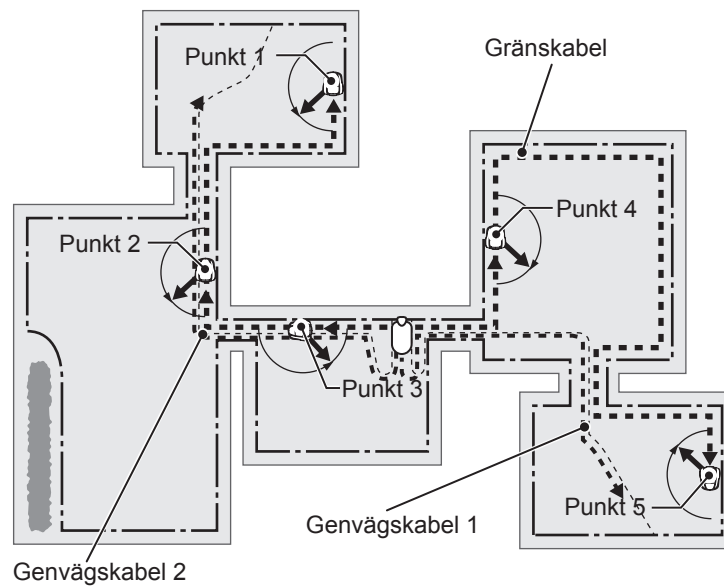 Punkt 1
Gränskabel
Punkt 4
Punkt 2
Punkt 3
Punkt 5
Genvägskabel 1
Genvägskabel 2